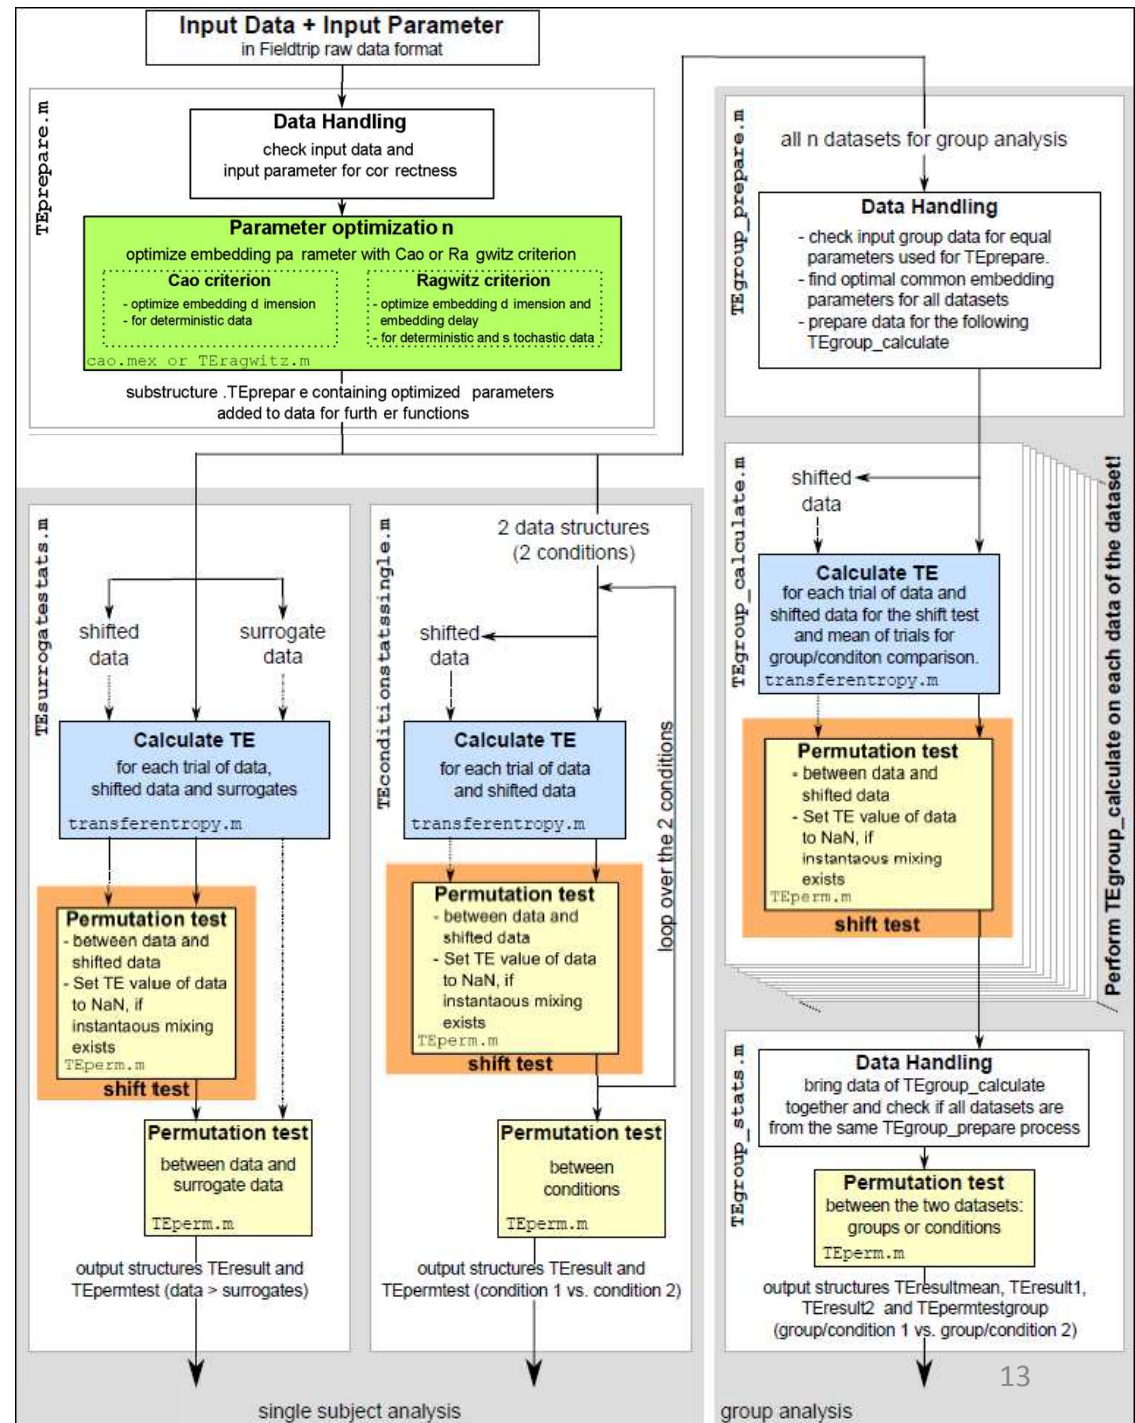 Input Data + Input Parameter
in Fieldtrip raw data format
TEprepare.m
Data Handling
check input data and
input parameter for cor rectness
Parameter optimizatio n
optimize embedding pa rameter with Cao or Ra gwitz criterion
Cao criterion
- optimize embedding d imension
- for deterministic data
Ragwitz criterion
- optimize embedding d imension and
embedding delay
- for deterministic and s tochastic data
cao.mex or TEragwitz.m
substructure .TEprepar e containing optimized parameters
added to data for furth er functions
TEsurrogatestats.m
shifted
data
surrogate
data
Calculate TE
for each trial of data,
shifted data and surrogates
transferentropy.m
Permutation test
- between data and
shifted data
- Set TE value of data
to NaN, if
instantaous mixing
exists
TEperm.m
shift test
Permutation test
between data and
surrogate data
TEperm.m
output structures TEresult and
TEpermtest (data > surrogates)
TEconditionstatssingle.m
2 data structures
(2 conditions)
shifted
data
Calculate TE
for each trial of data
and shifted data
transferentropy.m
Permutation test
- between data and
shifted data
- Set TE value of data
to NaN, if
instantaous mixing
exists
TEperm.m
shift test
loop over the 2 conditions
Permutation test
between
conditions
TEperm.m
output structures TEresult and
TEpermtest (condition 1 vs. condition 2)
single subject analysis
TEgroup_prepare.m
all n datasets for group analysis
Data Handling
- check input group data for equal
parameters used for TEprepare.
- find optimal common embedding
parameters for all datasets
- prepare data for the following
TEgroup_calculate
TEgroup_calculate.m
shifted
data
Calculate TE
for each trial of data and
shifted data for the shift test
and mean of trials for
group/conditon comparison.
transferentropy.m
Permutation test
- between data and
shifted data
- Set TE value of data
to NaN, if
instantaous mixing
exists
TEperm.m
shift test
Perform TEgroup_calculate on each data of the dataset!
TEgroup_stats.m
Data Handling
bring data of TEgroup_calculate
together and check if all datasets are
from the same TEgroup_prepare process
Permutation test
between the two datasets:
groups or conditions
TEperm.m
output structures TEresultmean, TEresult1,
TEresult2 and TEpermtestgroup
(group/condition 1 vs. group/condition 2)
13
group analysis